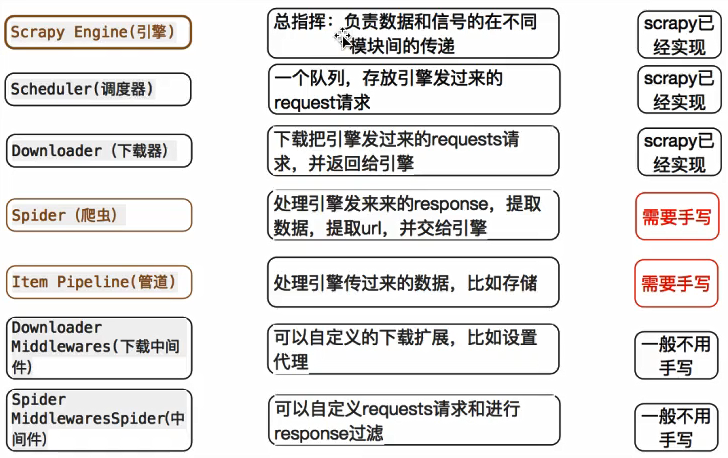 Scrapy Engine(引擎)
总指挥：负责数据和信号的在不同
模块间的传递
scrapy已
经实现
Scheduler(调度器)
一个队列，存放引擎发过来的
request请求
scrapy已
经实现
Downloader（下载器）
下载把引擎发过来的requests请
求，并返回给引擎
scrapy已
经实现
Spider（爬虫）
处理引擎发来来的response，提取
数据，提取url，并交给引擎
需要手写
Item Pipeline(管道)
处理引擎传过来的数据，比如存储
需要手写
Downloader
Middlewares(下载中间
件)
可以自定义的下载扩展，比如设置
代理
一般不用
手写
Spider
MiddlewaresSpider(中
间件)
可以自定义requests请求和进行
response过滤
一般不用
手写